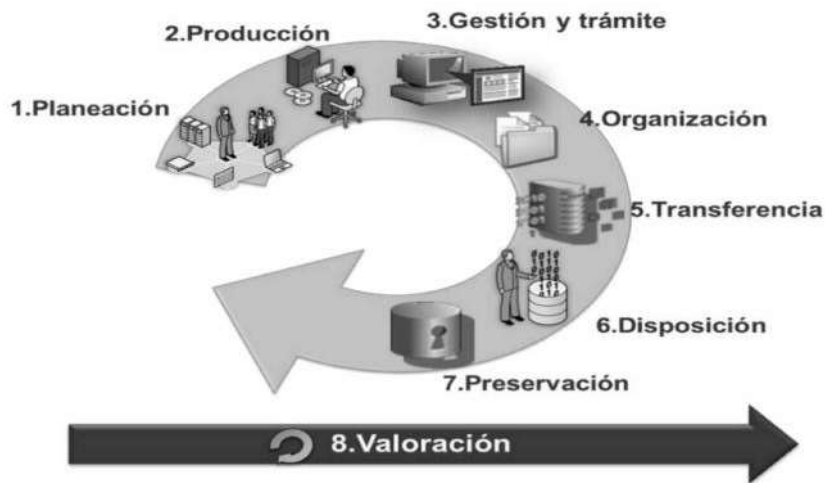 1.Planeación
2.Producción
3.Gestión y trámite
4.Organización
5.Transferencia
6.Disposición
7.Preservación
8.Valoración